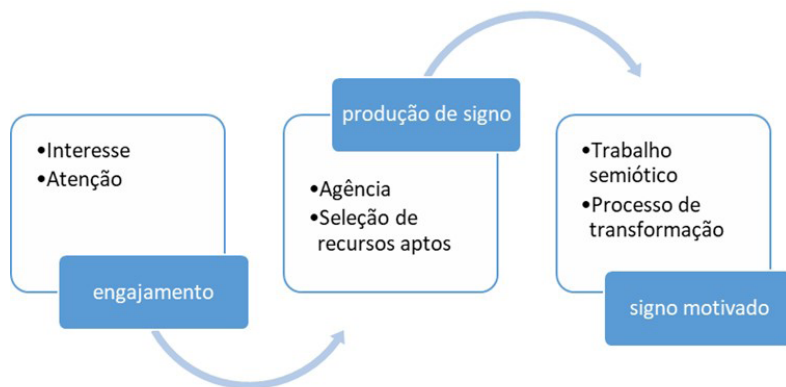 •Interesse
•Atenção
engajamento
produção de signo
•Agência
•Seleção de
recursos aptos
•Trabalho
semiótico
•Processo de
transformação
signo motivado